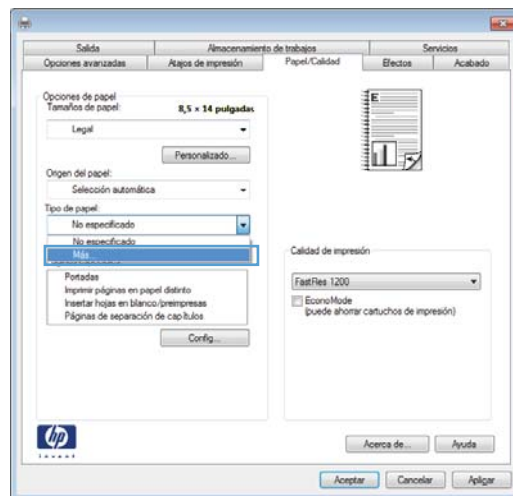 Salida Almacenamiento de trabajos Servicios
Opciones avanzadas Atajos de impresión Papel/Calidad Efectos Acabado
Opciones de papel
Tamaños de papel: 8,5 × 14 pulgadas
Legal
Personalizado...
Origen del papel:
Selección automática
Tipo de papel:
No especificado
No especificado
Más...
Portadas
Imprimir páginas en papel distinto
Insertar hojas en blanco/preimpresas
Páginas de separación de capítulos
Config...
E
Calidad de impresión
FastRes 1200
EconoMode
(puede ahorrar cartuchos de impresión)
hp
invent
Acerca de... Ayuda
Aceptar Cancelar Aplicar